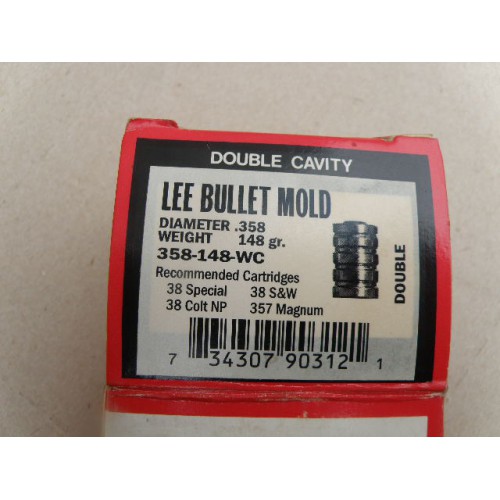 DOUBLE CAVITY
LEE BULLET MOLD
DIAMETER .358
WEIGHT 148 gr.
358-148-WC
Recommended Cartridges
38 Special 38 S&W
38 Colt NP 357 Magnum
DOUBLE
7 34307 90312 1